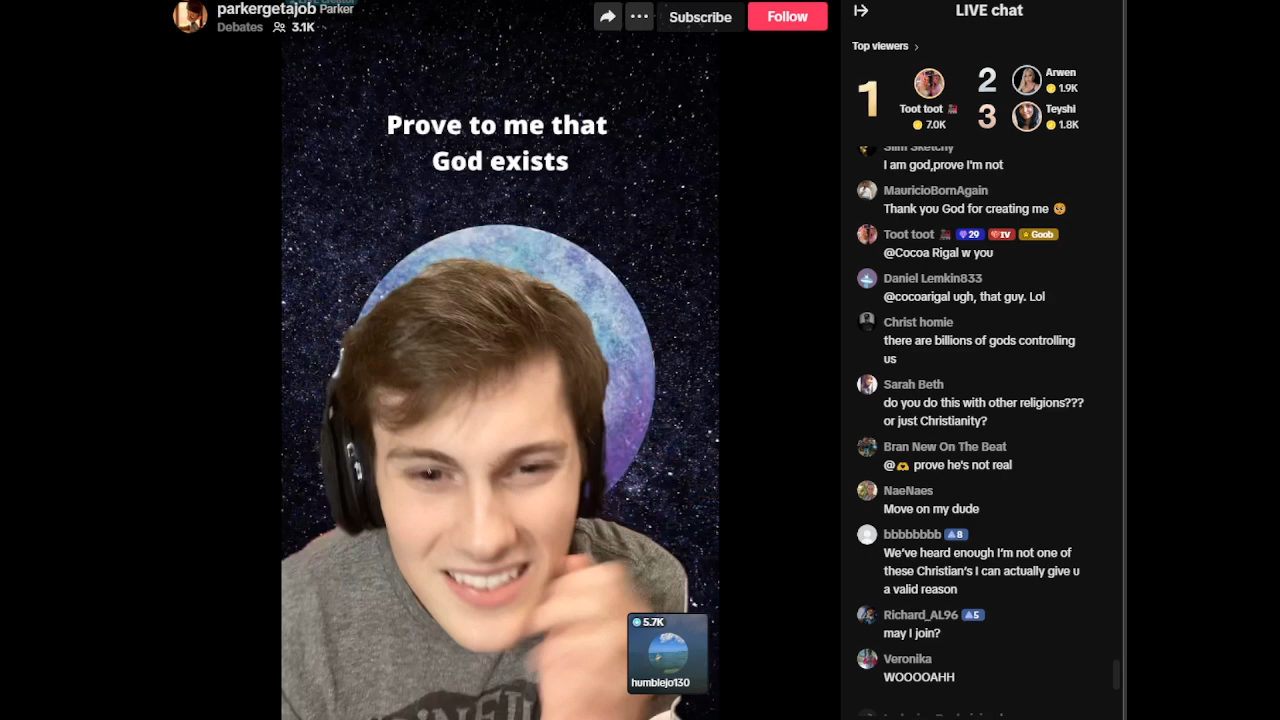 parkergetajob Parker
Debates 3.1K
Subscribe
Follow
LIVE chat
Top viewers
1
Toot toot
7.0K
2
Arwen
1.9K
3
Teyshi
1.8K
Prove to me that
God exists
Slim Sketchy
I am god,prove I'm not
MauricioBornAgain
Thank you God for creating me 🥺
Toot toot 29 IV Goob
@Cocoa Rigal w you
Daniel Lemkin833
@cocoarigal ugh, that guy. Lol
Christ homie
there are billions of gods controlling
us
Sarah Beth
do you do this with other religions???
or just Christianity?
Bran New On The Beat
@🫶 prove he's not real
NaeNaes
Move on my dude
bbbbbbbb 8
We've heard enough I'm not one of
these Christian's I can actually give u
a valid reason
Richard_AL96 5
may I join?
Veronika
WOOOOAHH
5.7K
humblejo130